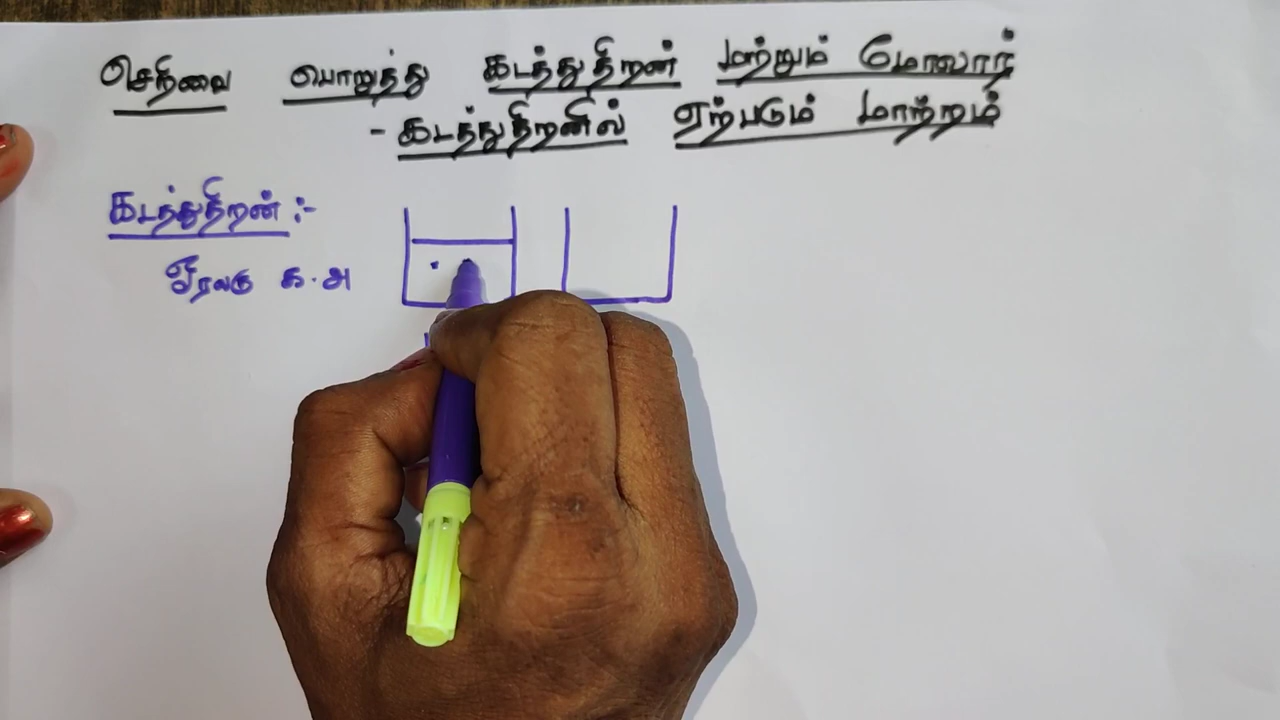 செறிவை பொறுத்து கடத்துதிறன் மற்றும் மோலார்
- கடத்துதிறனில் ஏற்படும் மாற்றம்
கடத்துதிறன் :-
ஓரலகு க.அ